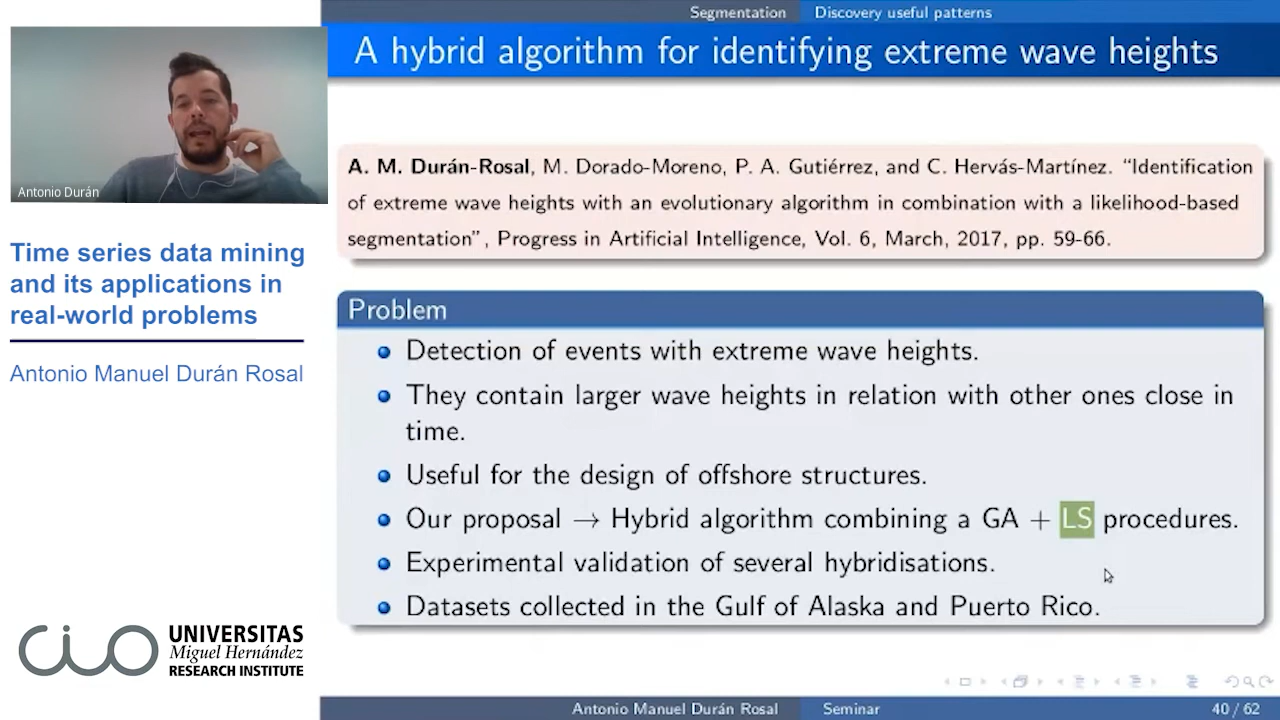 Segmentation Discovery useful patterns
A hybrid algorithm for identifying extreme wave heights
Antonio Durán
Time series data mining
and its applications in
real-world problems
Antonio Manuel Durán Rosal
A. M. Durán-Rosal, M. Dorado-Moreno, P. A. Gutiérrez, and C. Hervás-Martínez. “Identification
of extreme wave heights with an evolutionary algorithm in combination with a likelihood-based
segmentation”, Progress in Artificial Intelligence, Vol. 6, March, 2017, pp. 59-66.
Problem
Detection of events with extreme wave heights.
They contain larger wave heights in relation with other ones close in
time.
Useful for the design of offshore structures.
Our proposal → Hybrid algorithm combining a GA + LS procedures.
Experimental validation of several hybridisations.
Datasets collected in the Gulf of Alaska and Puerto Rico.
cio
UNIVERSITAS
Miguel Hernández
RESEARCH INSTITUTE
Antonio Manuel Durán Rosal Seminar 40 / 62